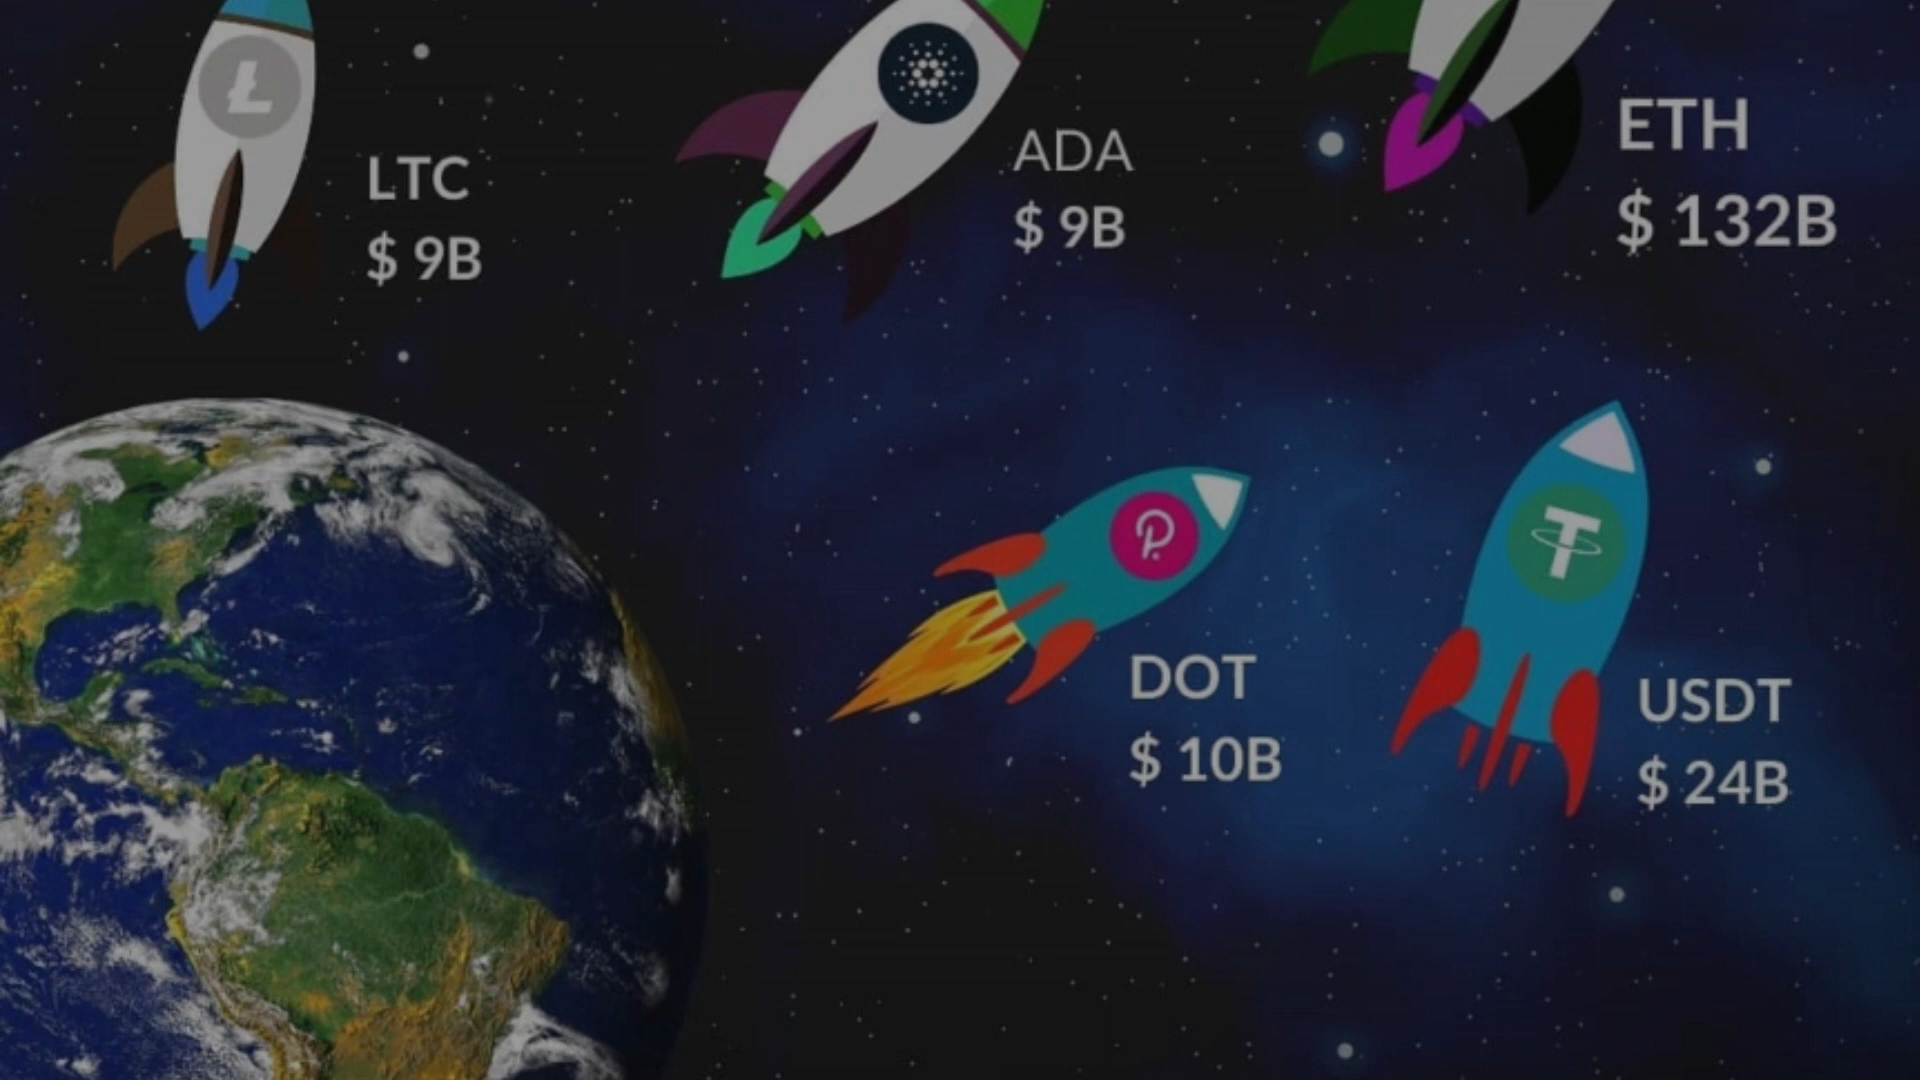 LTC
$ 9B
ADA
$ 9B
ETH
$ 132B
DOT
$ 10B
USDT
$ 24B